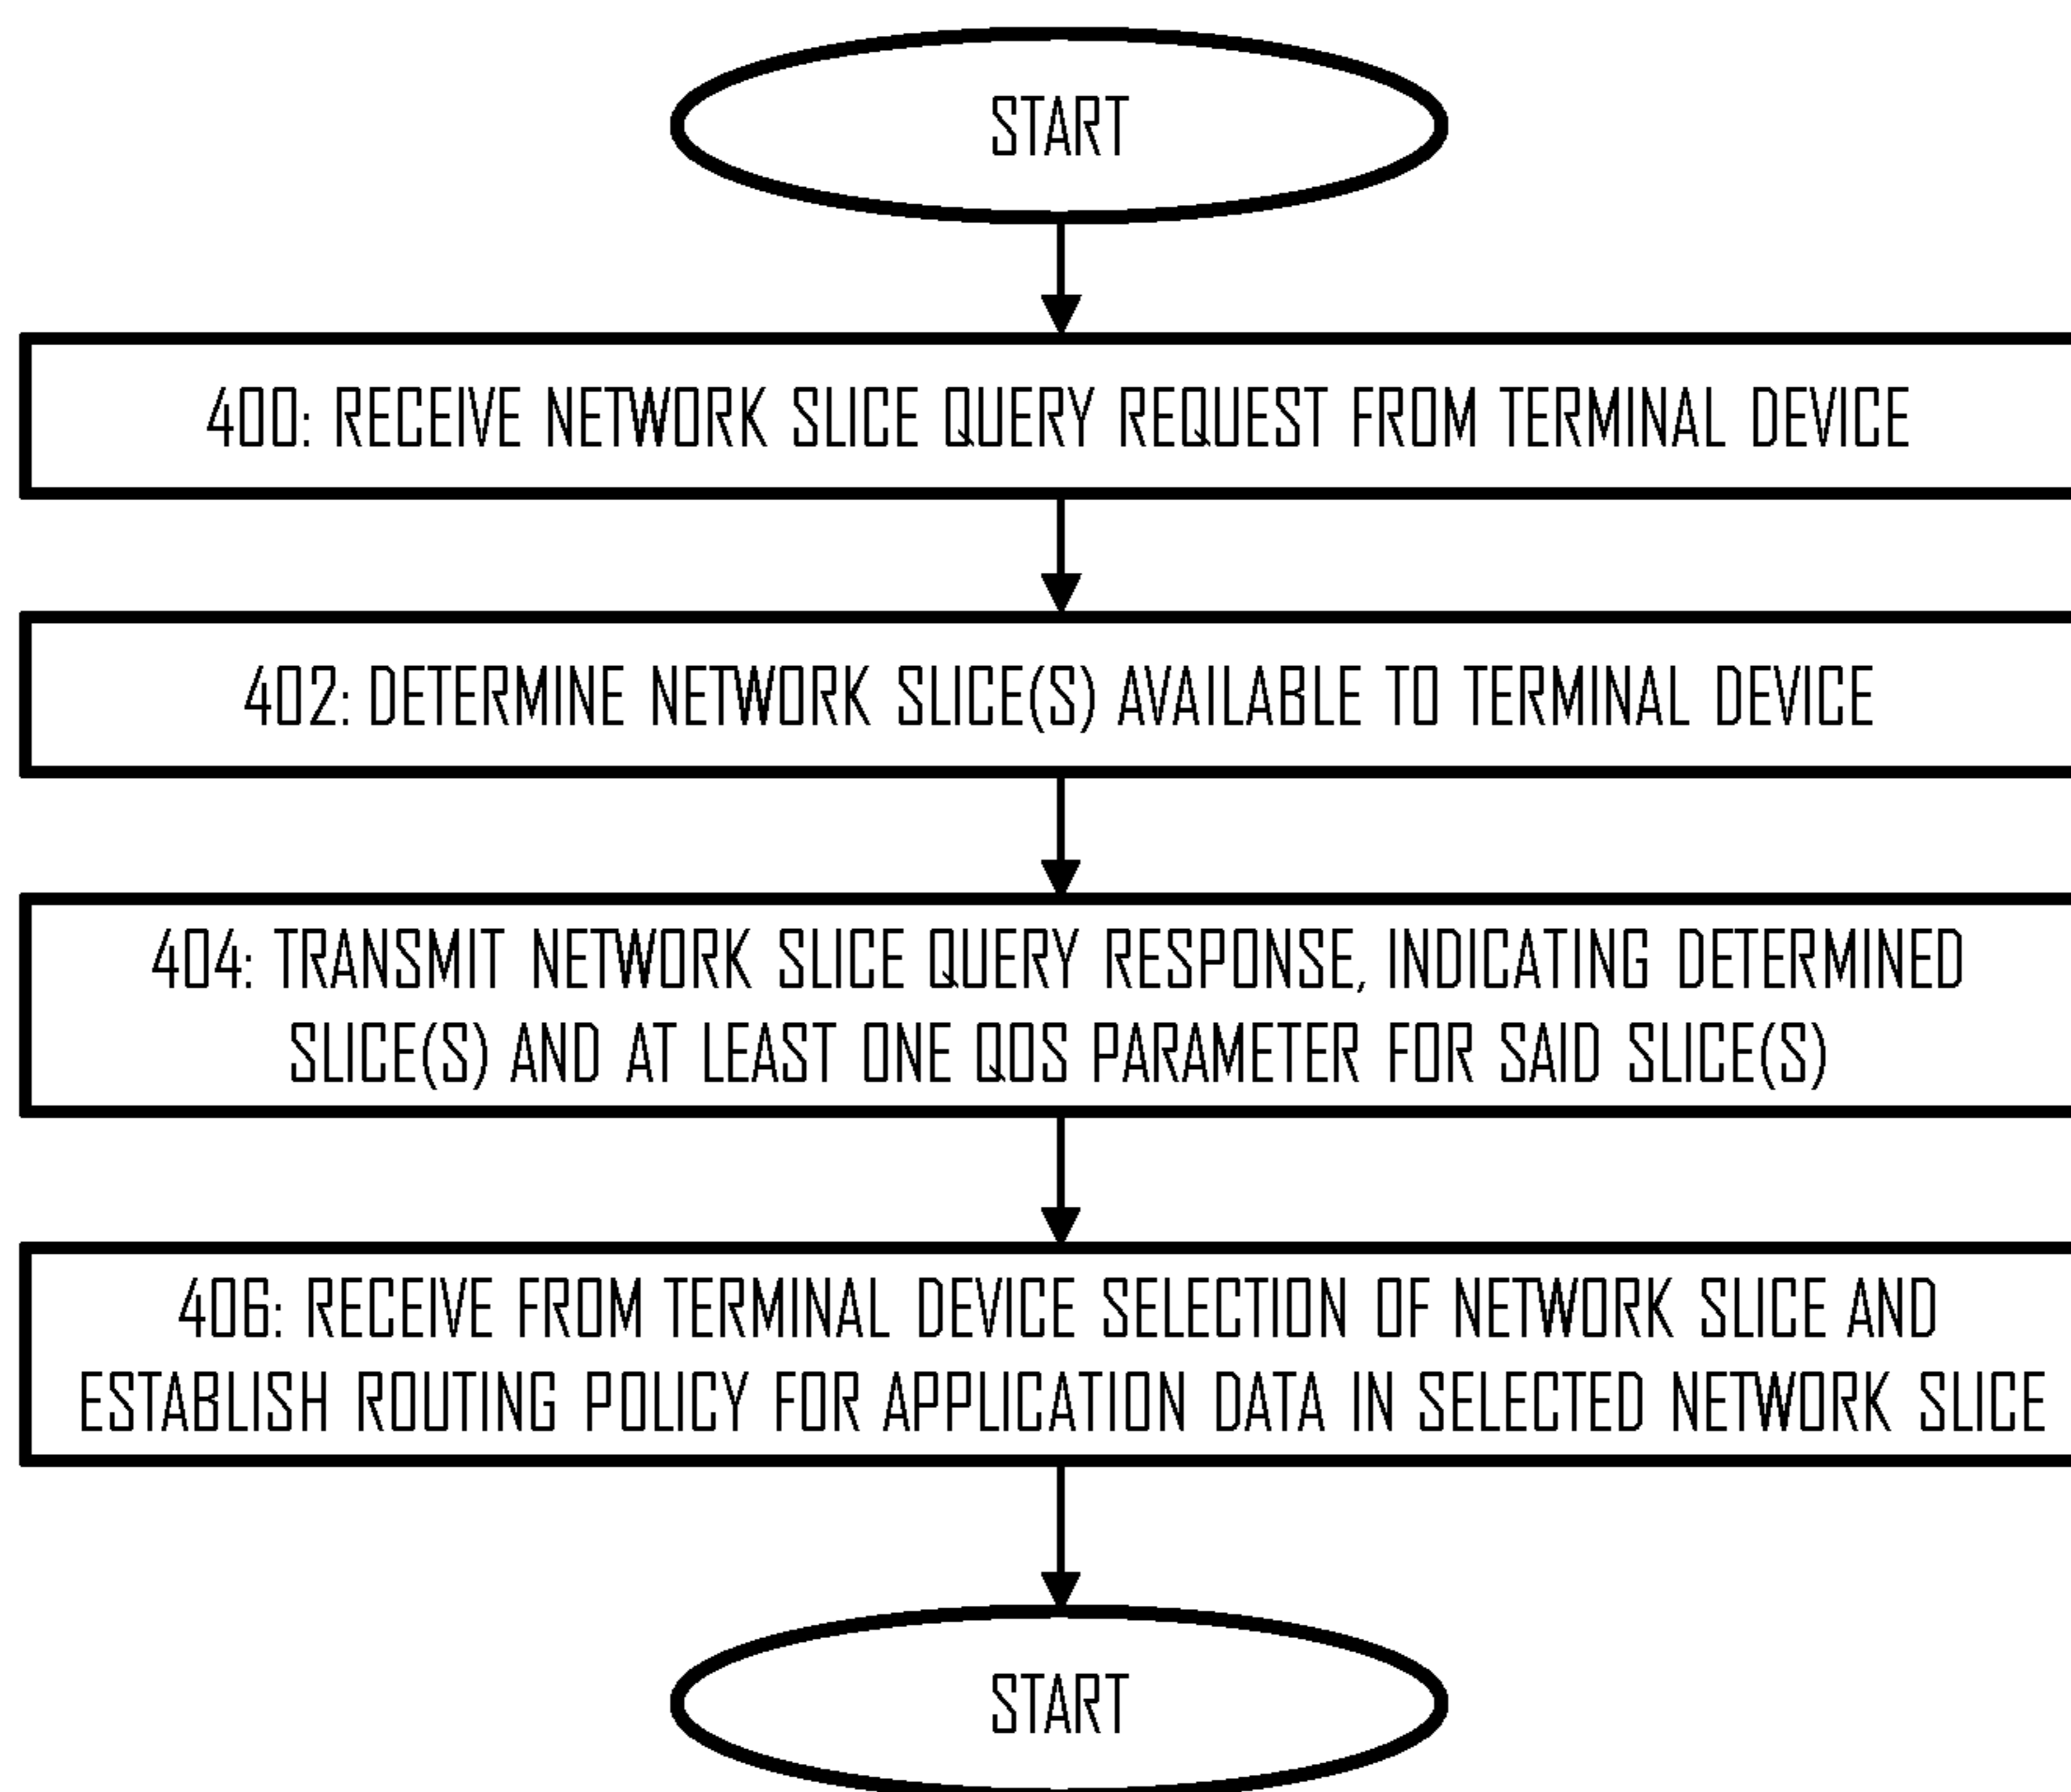 START
400: RECEIVE NETWORK SLICE QUERY REQUEST FROM TERMINAL DEVICE
402: DETERMINE NETWORK SLICE(S) AVAILABLE TO TERMINAL DEVICE
404: TRANSMIT NETWORK SLICE QUERY RESPONSE, INDICATING DETERMINED
SLICE(S) AND AT LEAST ONE QOS PARAMETER FOR SAID SLICE(S)
406: RECEIVE FROM TERMINAL DEVICE SELECTION OF NETWORK SLICE AND
ESTABLISH ROUTING POLICY FOR APPLICATION DATA IN SELECTED NETWORK SLICE
START